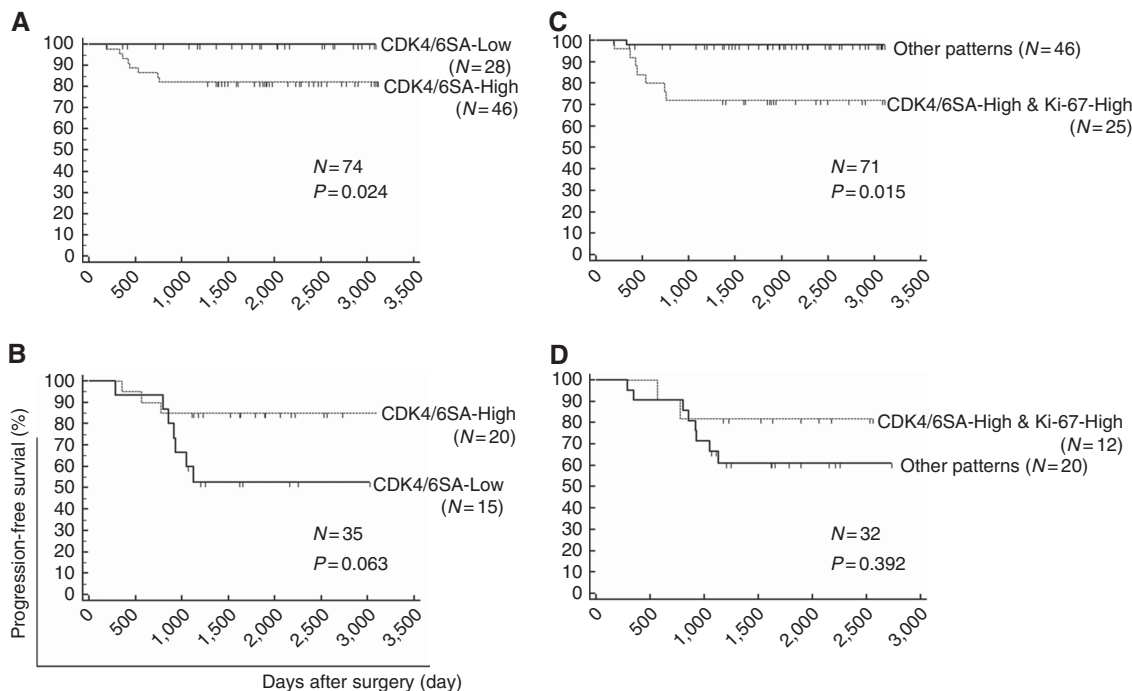 A
100
90
80
70
60
50
40
30
20
10
0
CDK4/6SA-Low
(N=28)
CDK4/6SA-High
(N=46)
N=74
P=0.024
0
500
1,000
1,500
2,000
2,500
3,000
3,500
C
100
90
80
70
60
50
40
30
20
10
0
Other patterns (N=46)
CDK4/6SA-High & Ki-67-High
(N=25)
N=71
P=0.015
0
500
1,000
1,500
2,000
2,500
3,000
3,500
B
100
90
80
70
60
50
40
30
20
10
0
CDK4/6SA-High
(N=20)
CDK4/6SA-Low
(N=15)
N=35
P=0.063
0
500
1,000
1,500
2,000
2,500
3,000
3,500
Progression-free survial (%)
Days after surgery (day)
D
100
90
80
70
60
50
40
30
20
10
0
CDK4/6SA-High & Ki-67-High
(N=12)
Other patterns (N=20)
N=32
P=0.392
0
500
1,000
1,500
2,000
2,500
3,000